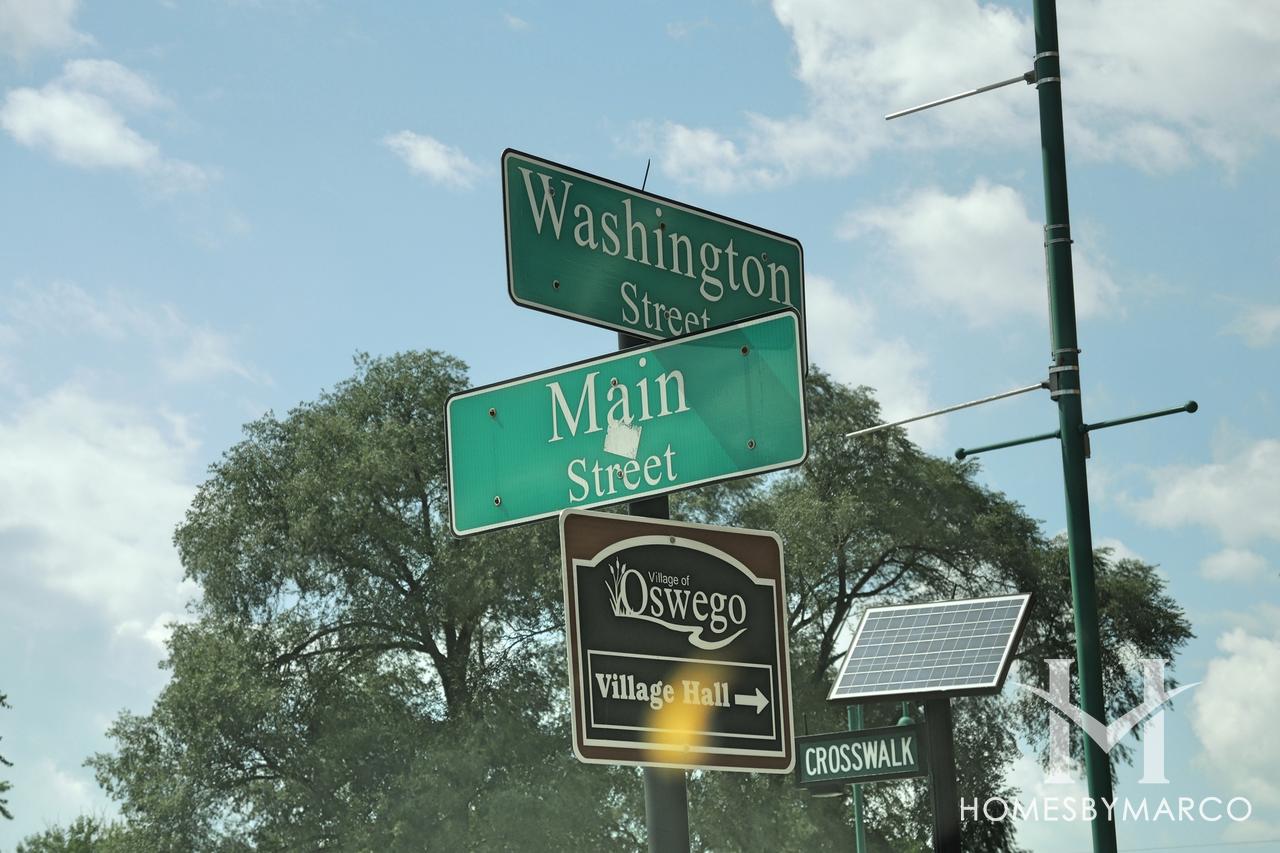 Washington
Street
Main
Street
Village of
Oswego
Village Hall
CROSSWALK
H
HOMESBYMARCO